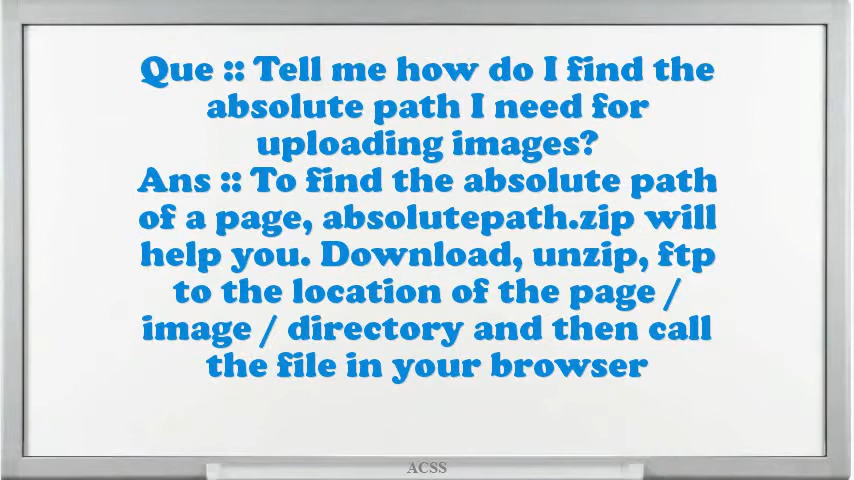 Que :: Tell me how do I find the
absolute path I need for
uploading images?
Ans :: To find the absolute path
of a page, absolutepath.zip will
help you. Download, unzip, ftp
to the location of the page /
image / directory and then call
the file in your browser
ACSS